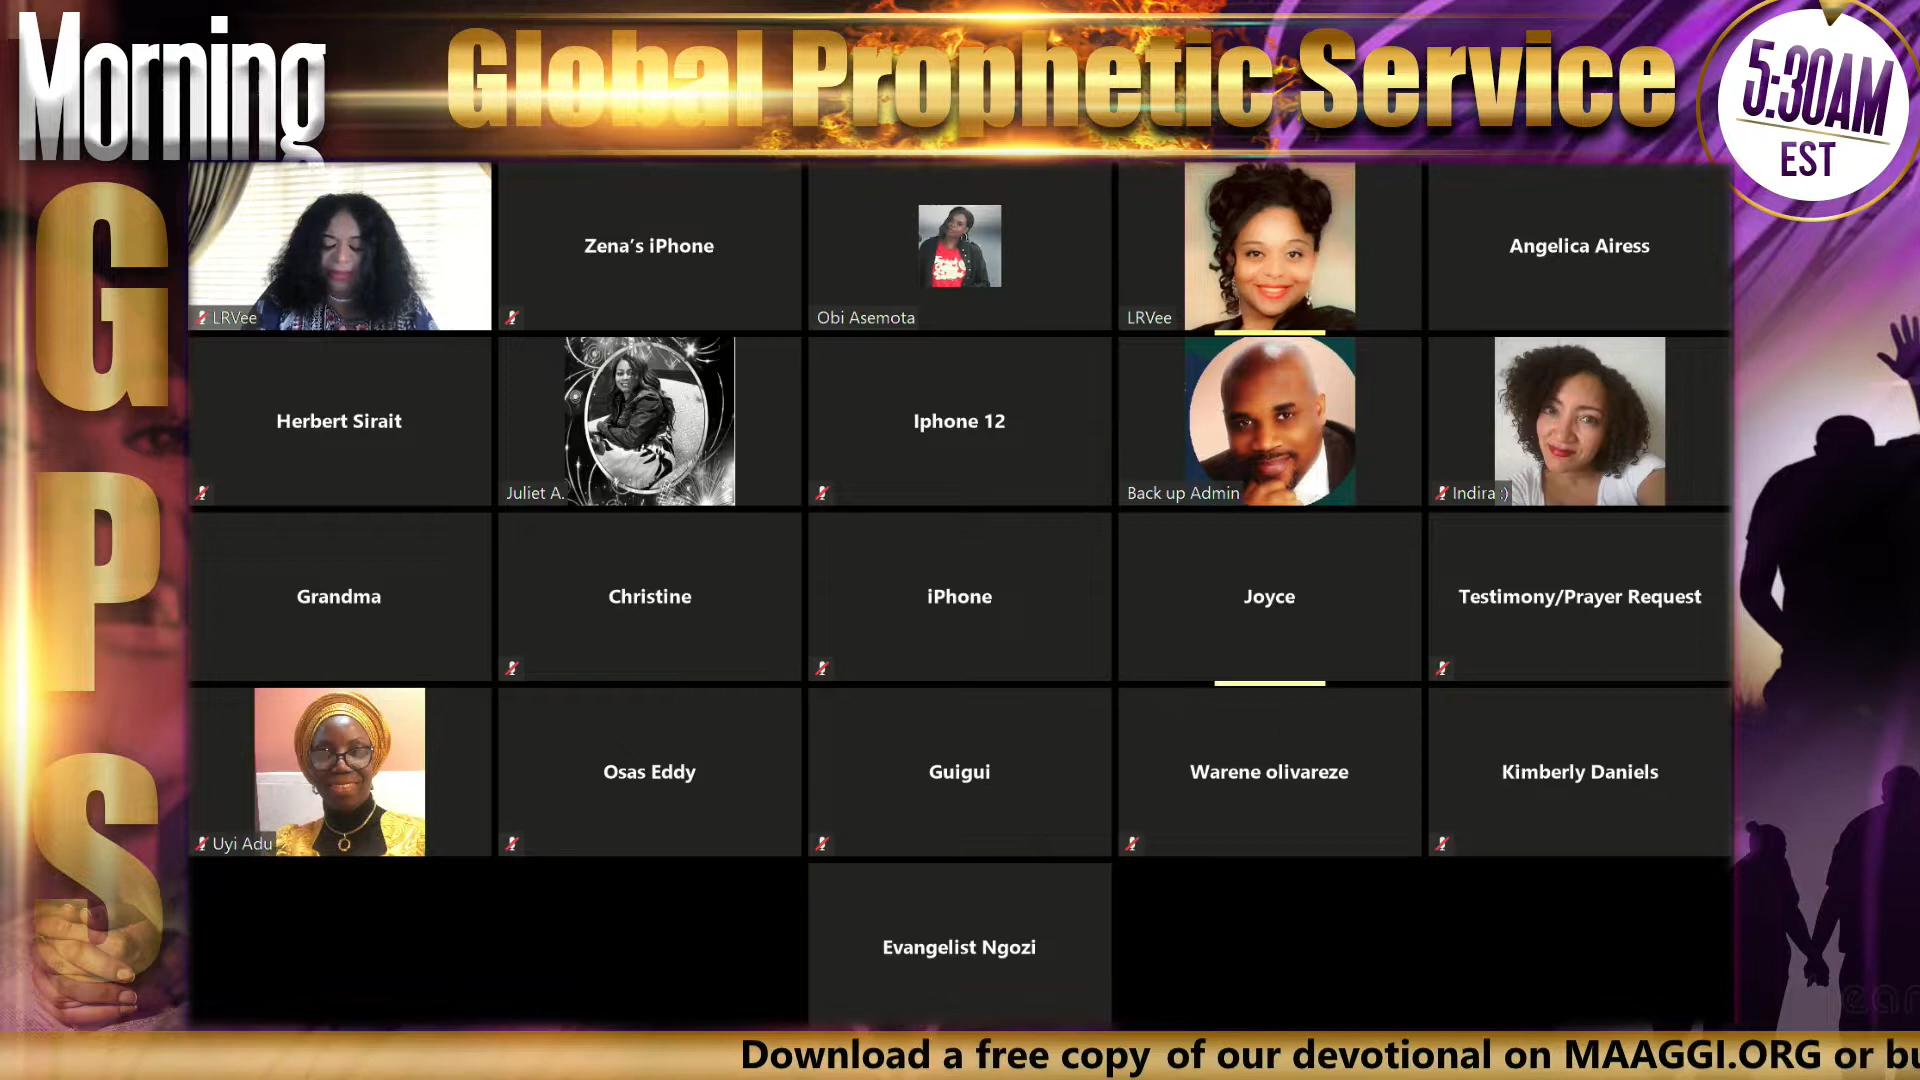 Morning
Global Prophetic Service
5:30AM
EST
G
P
S
LRVee
Zena's iPhone
Obi Asemota
LRVee
Angelica Airess
Herbert Sirait
Juliet A.
Iphone 12
Back up Admin
Indira :)
Grandma
Christine
iPhone
Joyce
Testimony/Prayer Request
Uyi Adu
Osas Eddy
Guigui
Warene olivareze
Kimberly Daniels
Evangelist Ngozi
Download a free copy of our devotional on MAAGGI.ORG or bu